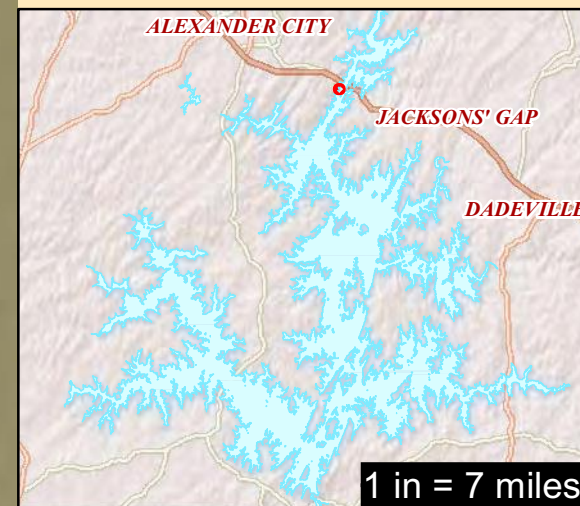 ALEXANDER CITY
JACKSONS' GAP
DADEVILLE
1 in = 7 miles